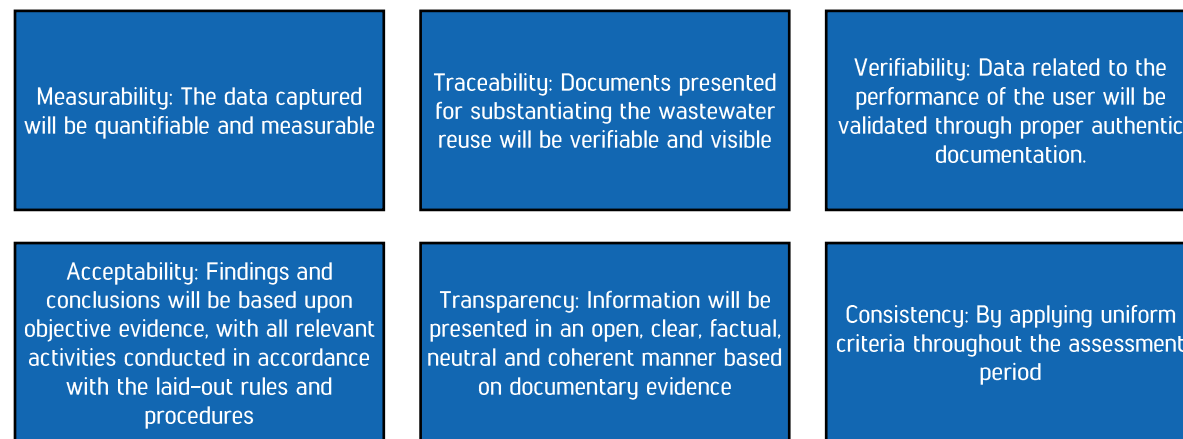 Measurability: The data captured
will be quantifiable and measurable
Traceability: Documents presented
for substantiating the wastewater
reuse will be verifiable and visible
Verifiability: Data related to the
performance of the user will be
validated through proper authentic
documentation.
Acceptability: Findings and
conclusions will be based upon
objective evidence, with all relevant
activities conducted in accordance
with the laid-out rules and
procedures
Transparency: Information will be
presented in an open, clear, factual,
neutral and coherent manner based
on documentary evidence
Consistency: By applying uniform
criteria throughout the assessment
period